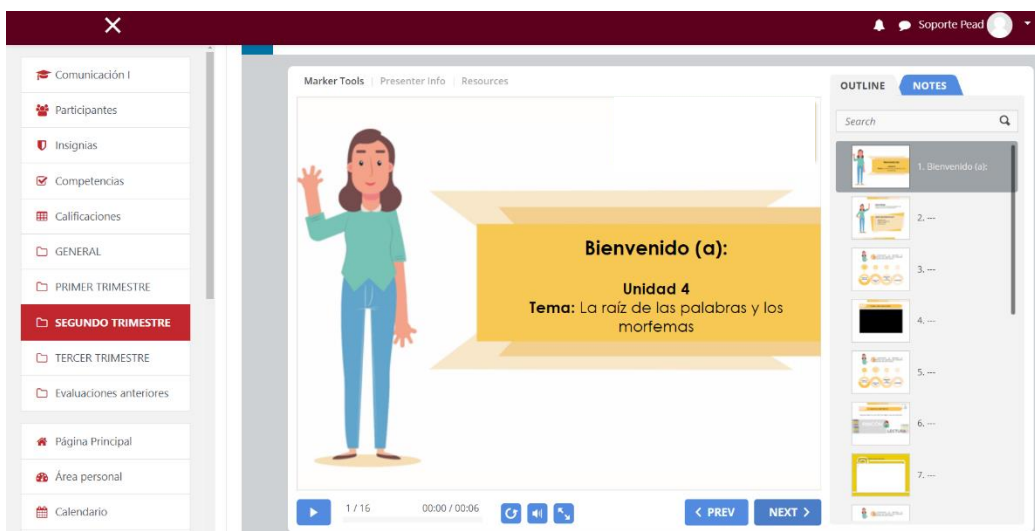 Soporte Pead
Comunicación I
Participantes
Insignias
Competencias
Calificaciones
GENERAL
PRIMER TRIMESTRE
SEGUNDO TRIMESTRE
TERCER TRIMESTRE
Evaluaciones anteriores
Página Principal
Área personal
Calendario
Marker Tools | Presenter Info | Resources
Bienvenido (a):
Unidad 4
Tema: La raíz de las palabras y los
morfemas
1 / 16 00:00 / 00:06
< PREV NEXT >
OUTLINE NOTES
Search
1. Bienvenido (a):
2. ---
3. ---
4. ---
5. ---
6. ---
7. ---